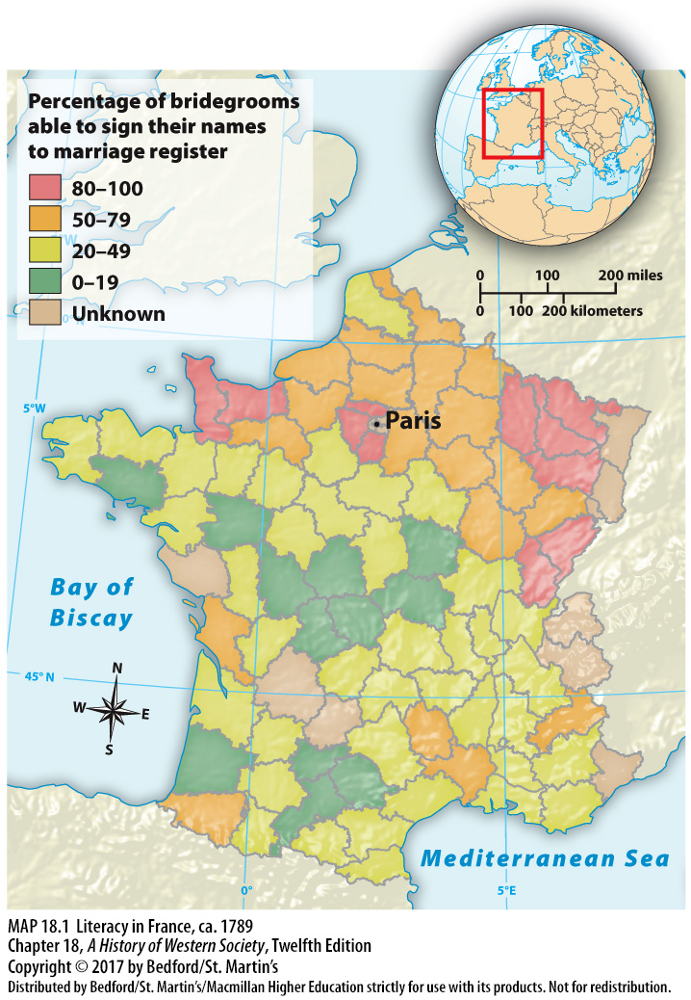 Percentage of bridegrooms
able to sign their names
to marriage register
80–100
50–79
20–49
0–19
Unknown
0 100 200 miles
0 100 200 kilometers
5°W
Paris
Bay of
Biscay
45° N
N
W E
S
Mediterranean Sea
0°
5°E
MAP 18.1 Literacy in France, ca. 1789
Chapter 18, A History of Western Society, Twelfth Edition
Copyright © 2017 by Bedford/St. Martin’s
Distributed by Bedford/St. Martin’s/Macmillan Higher Education strictly for use with its products. Not for redistribution.